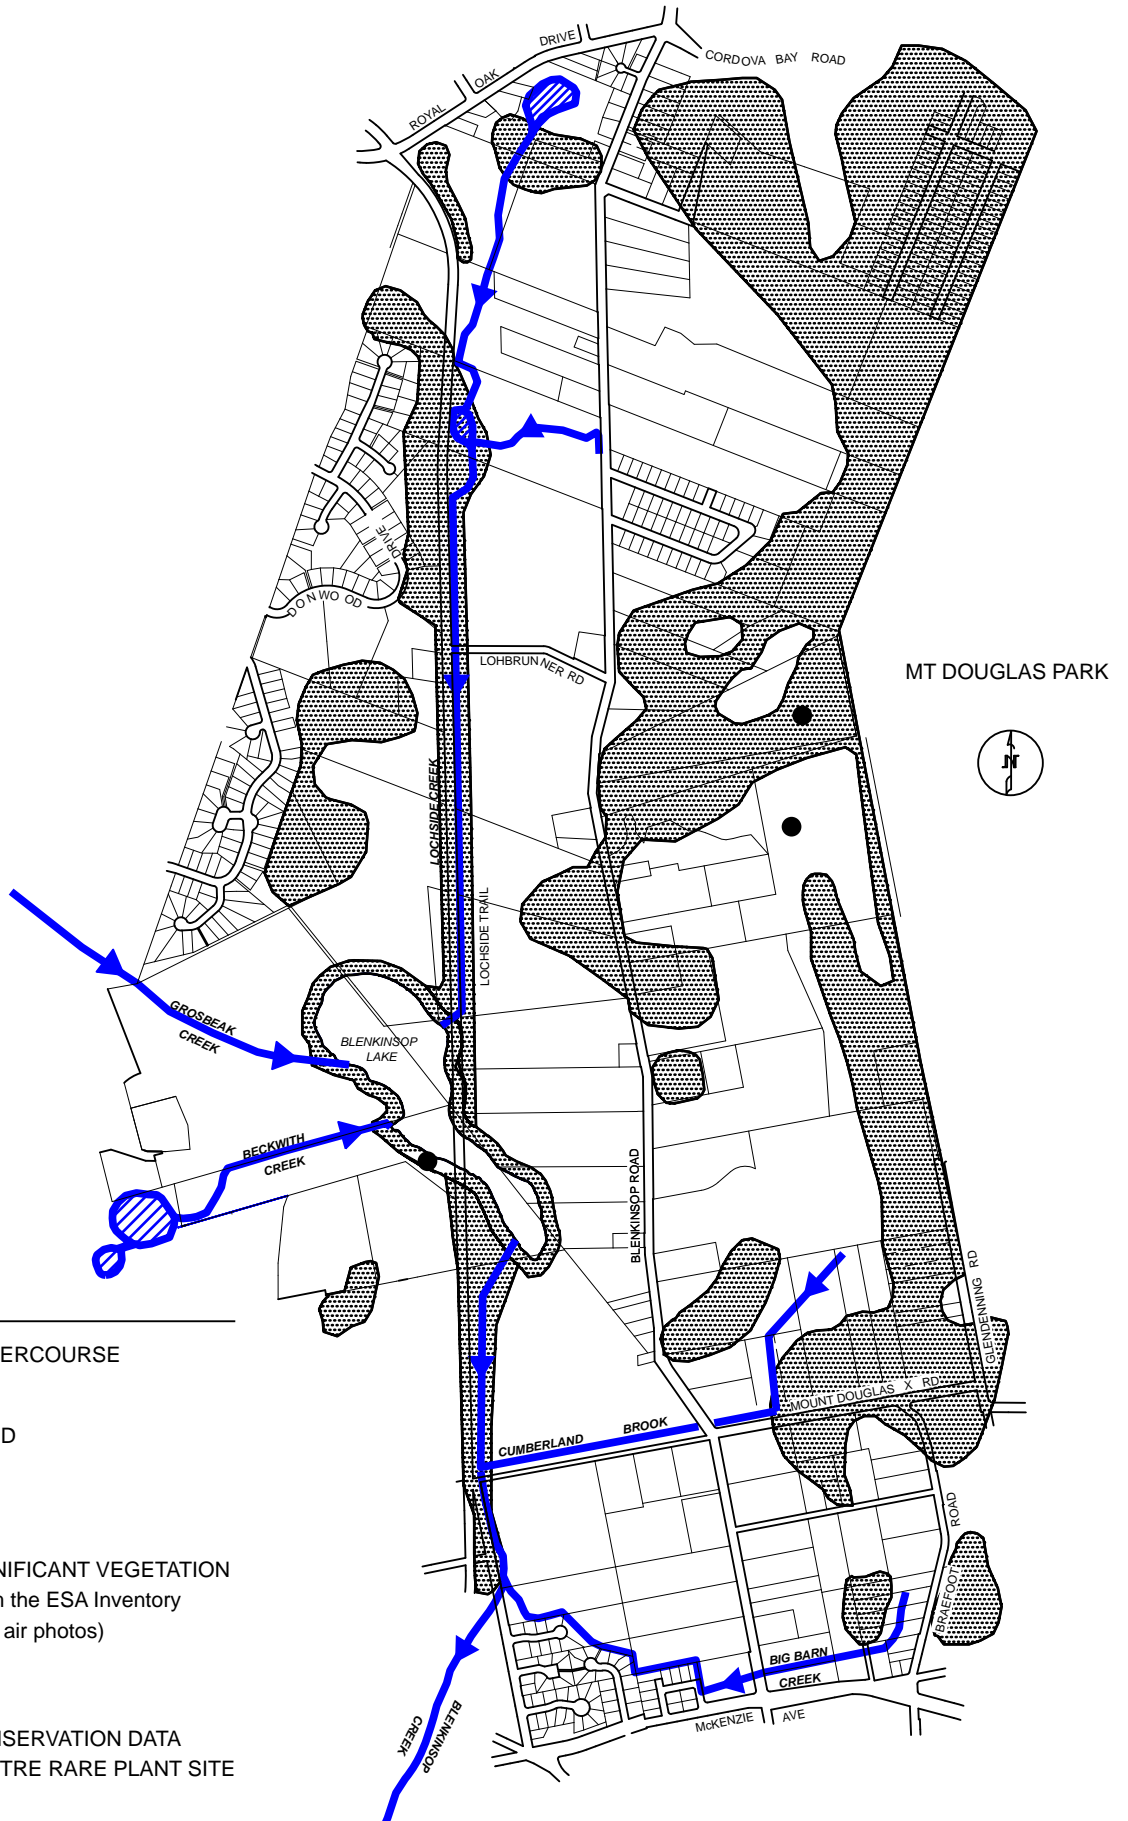 DRIVE
OAK
ROYAL
CORDOVA BAY ROAD
DRIVE
DONWOOD
LOHBRUNNER RD
MT DOUGLAS PARK
N
LOCHSIDE CREEK
LOCHSIDE TRAIL
GROSBEAK
CREEK
BLENKINSOP
LAKE
BECKWITH
CREEK
BLENKINSOP ROAD
GLENDENNING RD
MOUNT DOUGLAS X RD
CUMBERLAND BROOK
BRAEFOOT ROAD
BIG BARN
CREEK
McKENZIE AVE
BLENKINSOP
CREEK
ERCOURSE
D
NIFICANT VEGETATION
n the ESA Inventory
air photos)
NSERVATION DATA
TRE RARE PLANT SITE